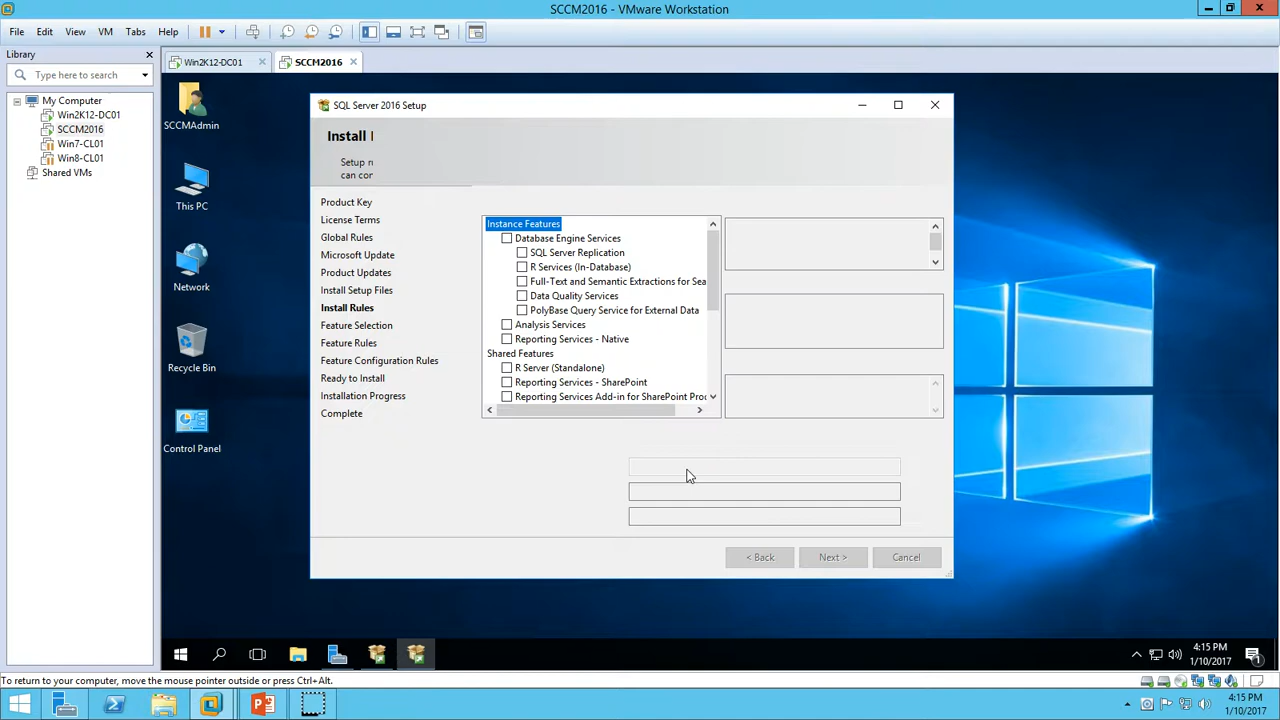 SCCM2016 - VMware Workstation
File Edit View VM Tabs Help
Library
Type here to search
My Computer
Win2K12-DC01
SCCM2016
Win7-CL01
Win8-CL01
Shared VMs
Win2K12-DC01
SCCM2016
SCCMAdmin
This PC
Network
Recycle Bin
Control Panel
SQL Server 2016 Setup
Install
Setup
can
Product Key
License Terms
Global Rules
Microsoft Update
Product Updates
Install Setup Files
Install Rules
Feature Selection
Feature Rules
Feature Configuration Rules
Ready to Install
Installation Progress
Complete
Instance Features
Database Engine Services
SQL Server Replication
R Services (In-Database)
Full-Text and Semantic Extractions for Sea
Data Quality Services
PolyBase Query Service for External Data
Analysis Services
Reporting Services - Native
Shared Features
R Server (Standalone)
Reporting Services - SharePoint
Reporting Services Add-in for SharePoint Proc
< Back Next > Cancel
4:15 PM
1/10/2017
To return to your computer, move the mouse pointer outside or press Ctrl+Alt.
4:15 PM
1/10/2017